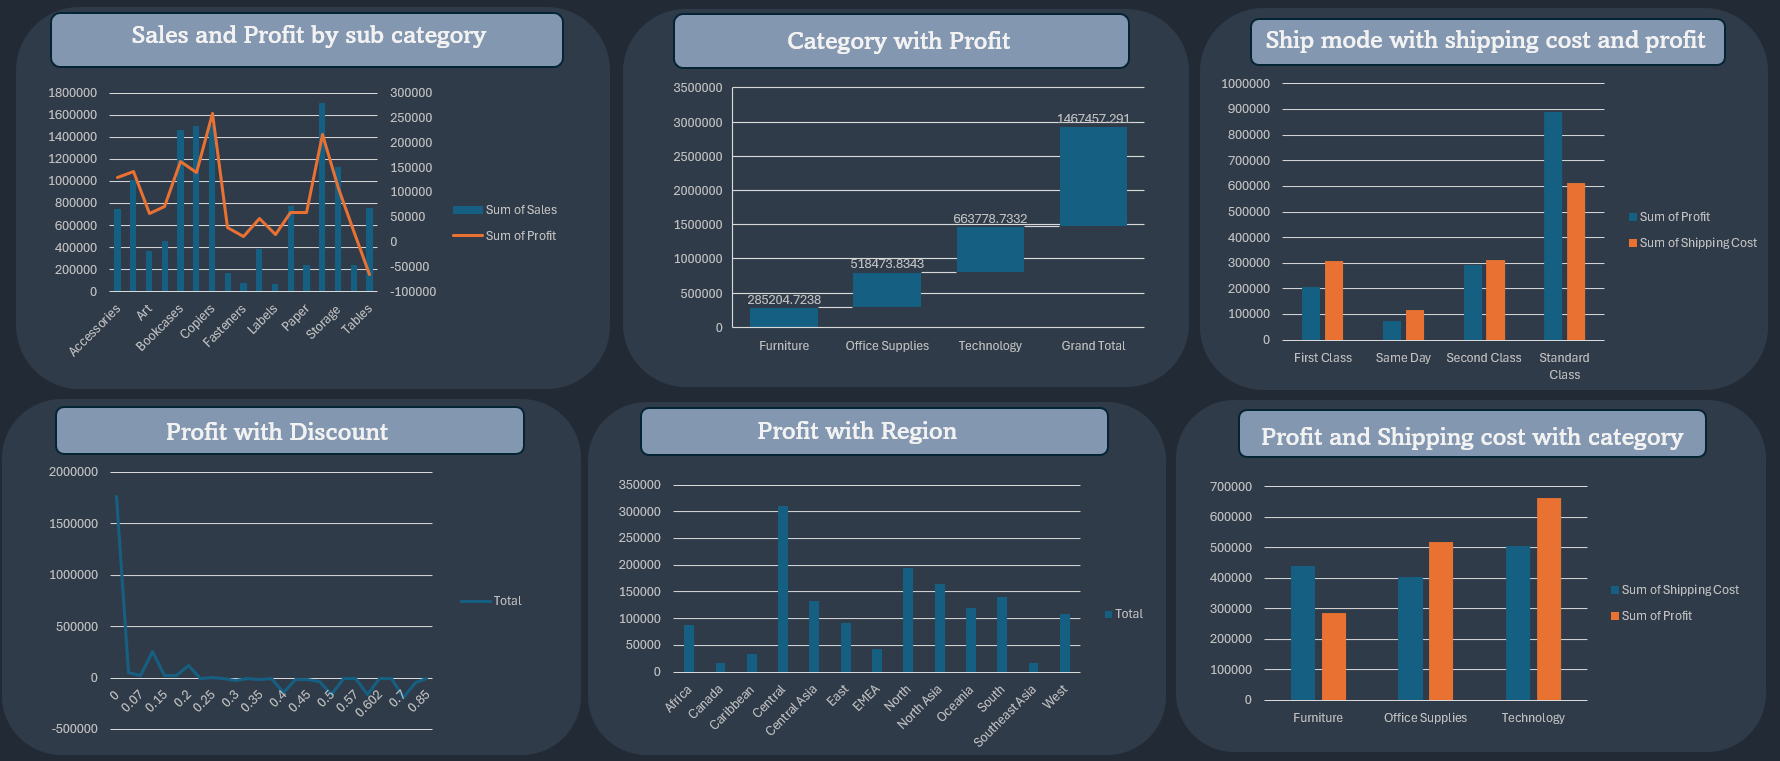 Sales and Profit by sub category
1800000
1600000
1400000
1200000
1000000
800000
600000
400000
200000
0
300000
250000
200000
150000
100000
50000
0
-50000
-100000
Accessories
Art
Bookcases
Copiers
Fasteners
Labels
Paper
Storage
Tables
Sum of Sales
Sum of Profit
Category with Profit
3500000
3000000
2500000
2000000
1500000
1000000
500000
0
285204.7238
518473.8343
663778.7332
1467457.291
Furniture
Office Supplies
Technology
Grand Total
Ship mode with shipping cost and profit
1000000
900000
800000
700000
600000
500000
400000
300000
200000
100000
0
First Class
Same Day
Second Class
Standard
Class
Sum of Profit
Sum of Shipping Cost
Profit with Discount
2000000
1500000
1000000
500000
0
-500000
0
0.07
0.15
0.2
0.25
0.3
0.35
0.4
0.45
0.5
0.57
0.602
0.7
0.85
Total
Profit with Region
350000
300000
250000
200000
150000
100000
50000
0
Africa
Canada
Caribbean
Central
Central Asia
East
EMEA
North
North Asia
Oceania
South
Southeast Asia
West
Total
Profit and Shipping cost with category
700000
600000
500000
400000
300000
200000
100000
0
Furniture
Office Supplies
Technology
Sum of Shipping Cost
Sum of Profit